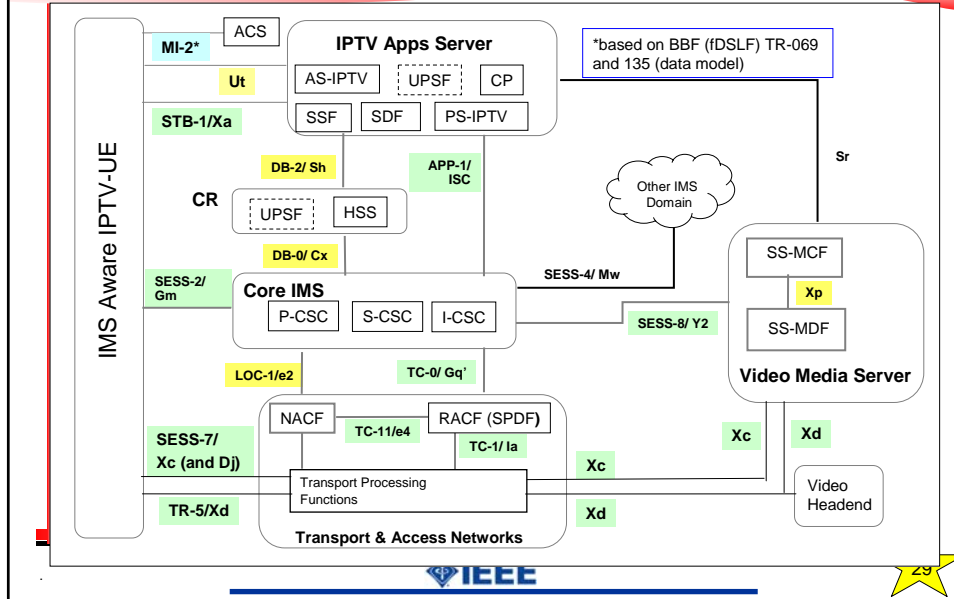 ACS
MI-2*
IPTV Apps Server
*based on BBF (fDSLF) TR-069
and 135 (data model)
Ut
AS-IPTV
UPSF
CP
STB-1/Xa
SSF
SDF
PS-IPTV
DB-2/ Sh
APP-1/
ISC
Sr
Other IMS
Domain
CR
UPSF
HSS
DB-0/ Cx
IMS Aware IPTV-UE
SESS-2/
Gm
Core IMS
SESS-4/ Mw
SS-MCF
Xp
SS-MDF
P-CSC
S-CSC
I-CSC
SESS-8/ Y2
Video Media Server
LOC-1/e2
TC-0/ Gq’
NACF
RACF (SPDF)
TC-11/e4
TC-1/ Ia
Xc
Xd
SESS-7/
Xc (and Dj)
Xc
Transport Processing
Functions
Video
Headend
TR-5/Xd
Xd
Transport & Access Networks
IEEE
29